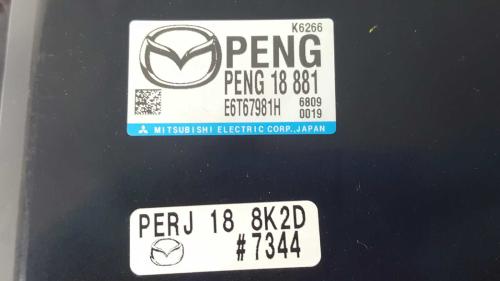 K6266
PENG
PENG 18 881
E6T67981H 6809
0019
MITSUBISHI ELECTRIC CORP., JAPAN
PERJ 18 8K2D
#7344